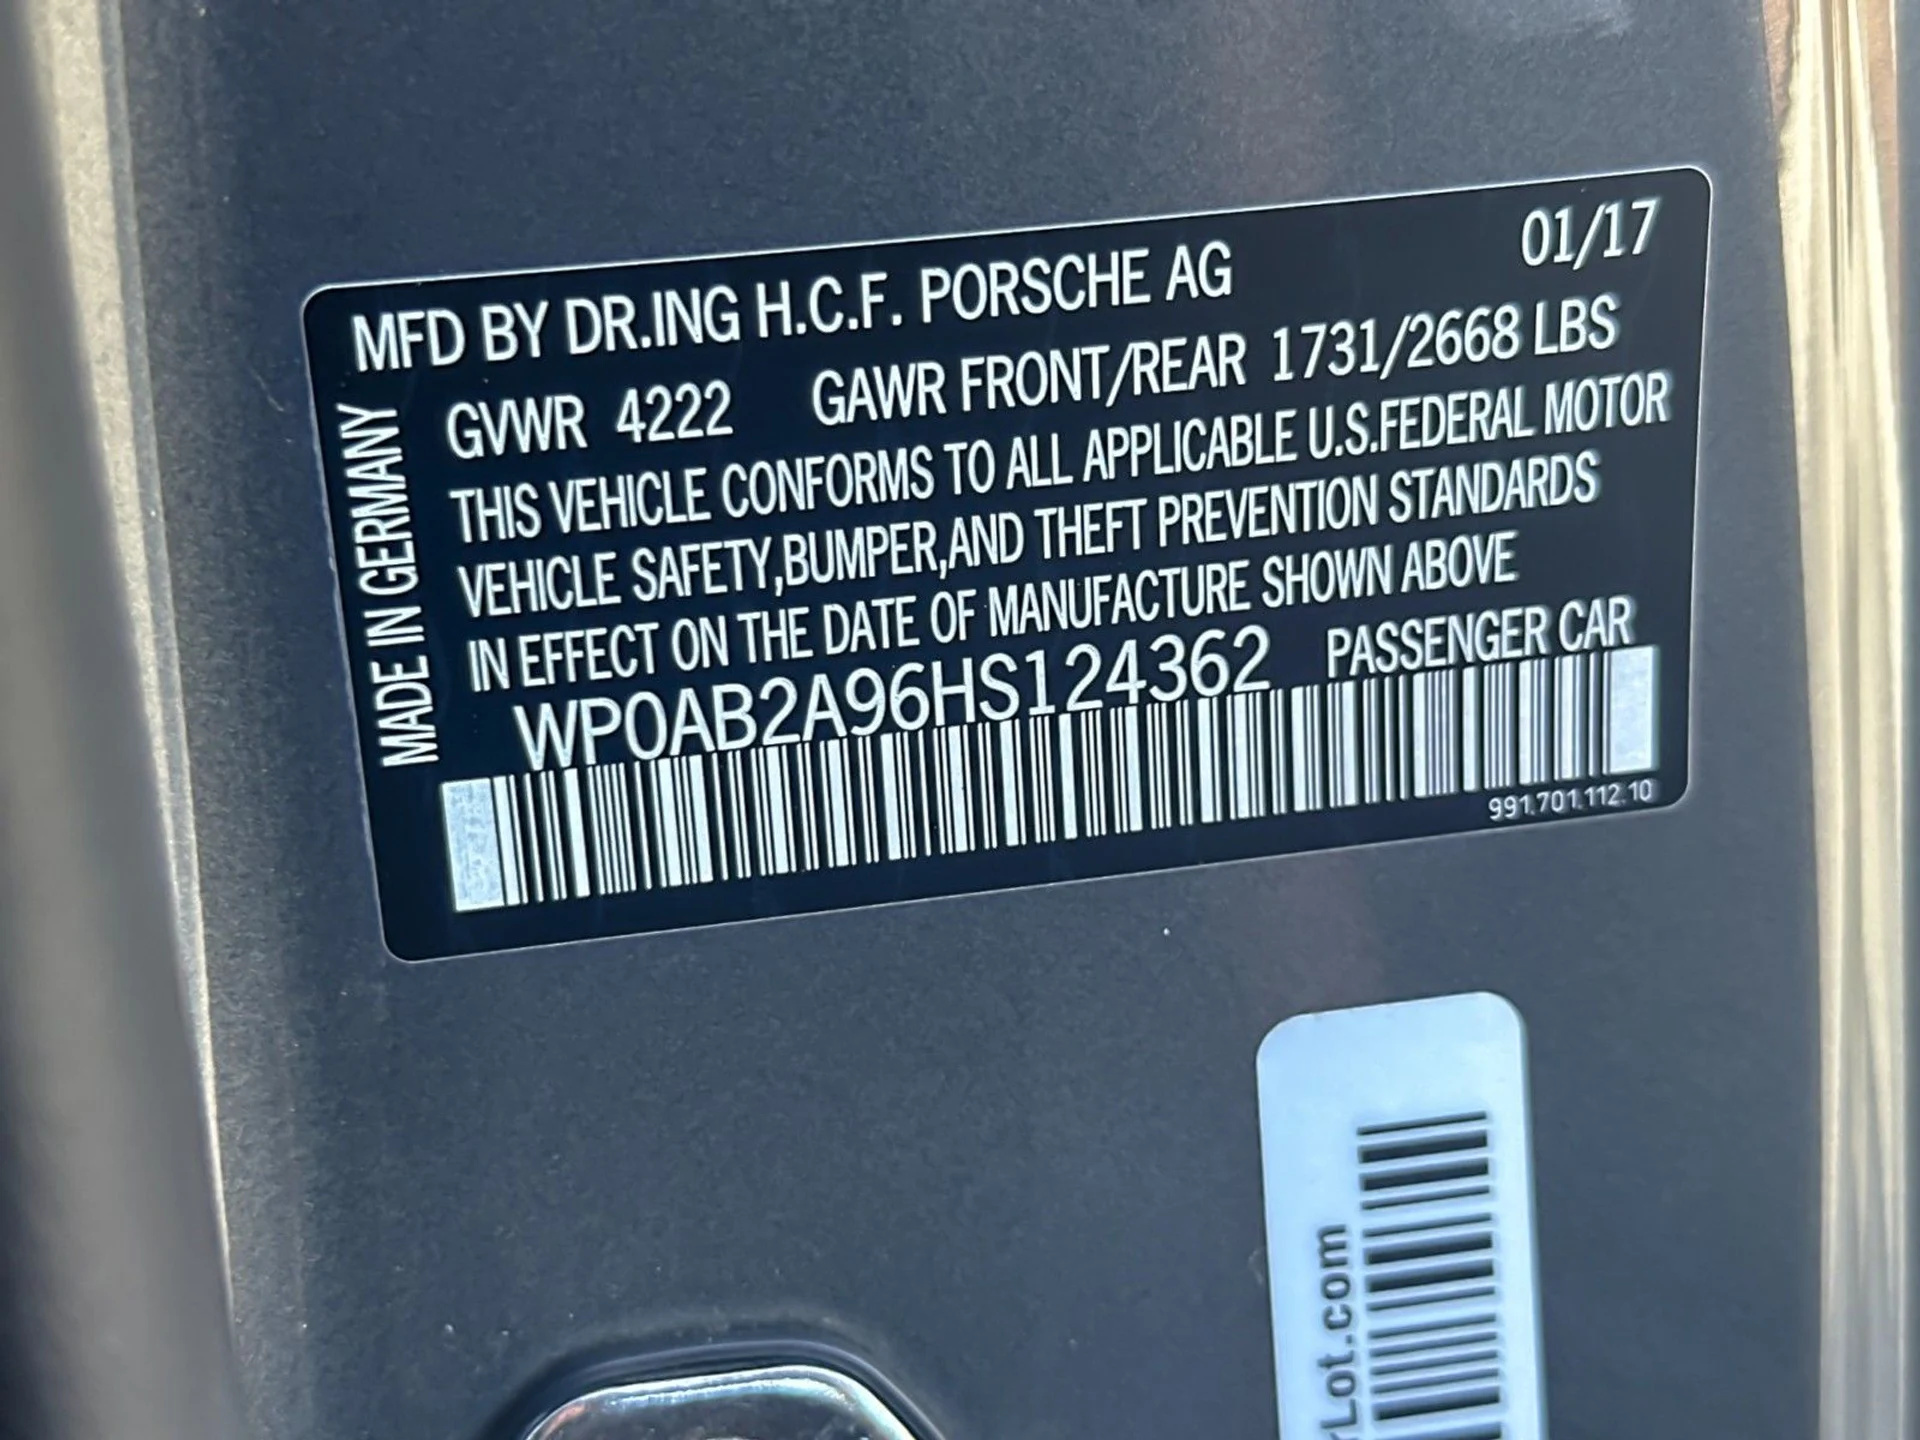 MFD BY DR.ING H.C.F. PORSCHE AG 01/17
GVWR 4222 GAWR FRONT/REAR 1731/2668 LBS
THIS VEHICLE CONFORMS TO ALL APPLICABLE U.S.FEDERAL MOTOR
VEHICLE SAFETY,BUMPER,AND THEFT PREVENTION STANDARDS
IN EFFECT ON THE DATE OF MANUFACTURE SHOWN ABOVE
WP0AB2A96HS124362 PASSENGER CAR
991.701.112.10
MADE IN GERMANY
Lot.com